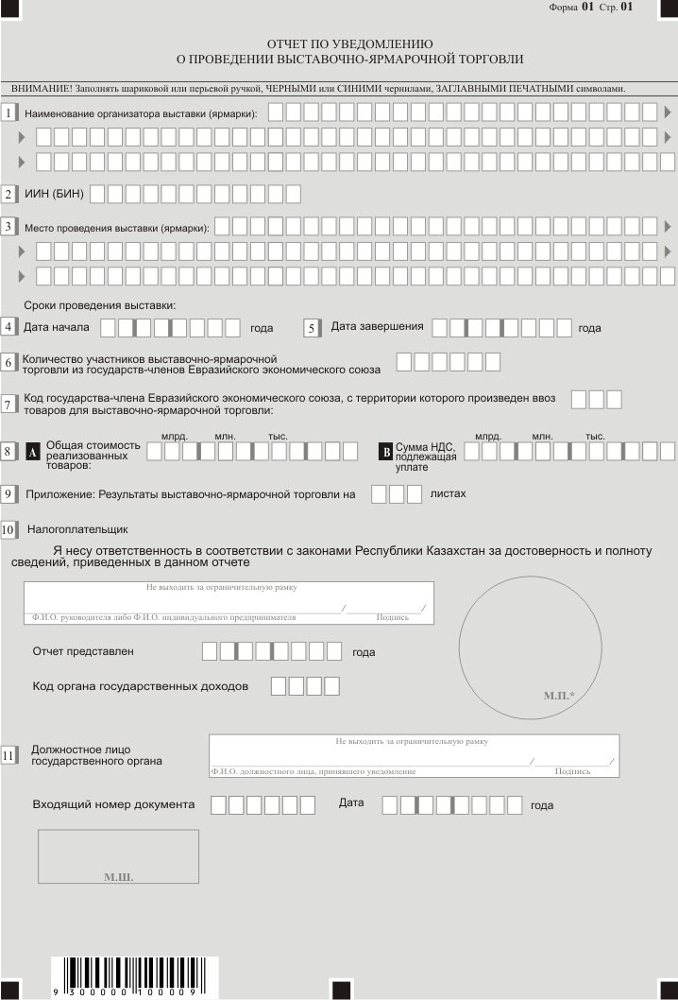 Форма 01 Стр. 01
ОТЧЕТ ПО УВЕДОМЛЕНИЮ
О ПРОВЕДЕНИИ ВЫСТАВОЧНО-ЯРМАРОЧНОЙ ТОРГОВЛИ
ВНИМАНИЕ! Заполнять шариковой или перьевой ручкой, ЧЕРНЫМИ или СИНИМИ чернилами, ЗАГЛАВНЫМИ ПЕЧАТНЫМИ символами.
1 Наименование организатора выставки (ярмарки):
2 ИИН (БИН)
3 Место проведения выставки (ярмарки):
Сроки проведения выставки:
4 Дата начала года 5 Дата завершения года
6 Количество участников выставочно-ярмарочной
торговли из государств-членов Евразийского экономического союза
7 Код государства-члена Евразийского экономического союза, с территории которого произведен ввоз
товаров для выставочно-ярмарочной торговли:
млрд. млн. тыс. млрд. млн. тыс.
8 A Общая стоимость
реализованных
товаров:
B Сумма НДС,
подлежащая
уплате
9 Приложение: Результаты выставочно-ярмарочной торговли на листах
10 Налогоплательщик
Я несу ответственность в соответствии с законами Республики Казахстан за достоверность и полноту
сведений, приведенных в данном отчете
Не выходить за ограничительную рамку
/ /
Ф.И.О. руководителя либо Ф.И.О. индивидуального предпринимателя Подпись
Отчет представлен года
Код органа государственных доходов
М.П.*
11 Должностное лицо
государственного органа
Не выходить за ограничительную рамку
/ /
Ф.И.О. должностного лица, принявшего уведомление Подпись
Входящий номер документа Дата года
М.Ш.
9 300000 100009